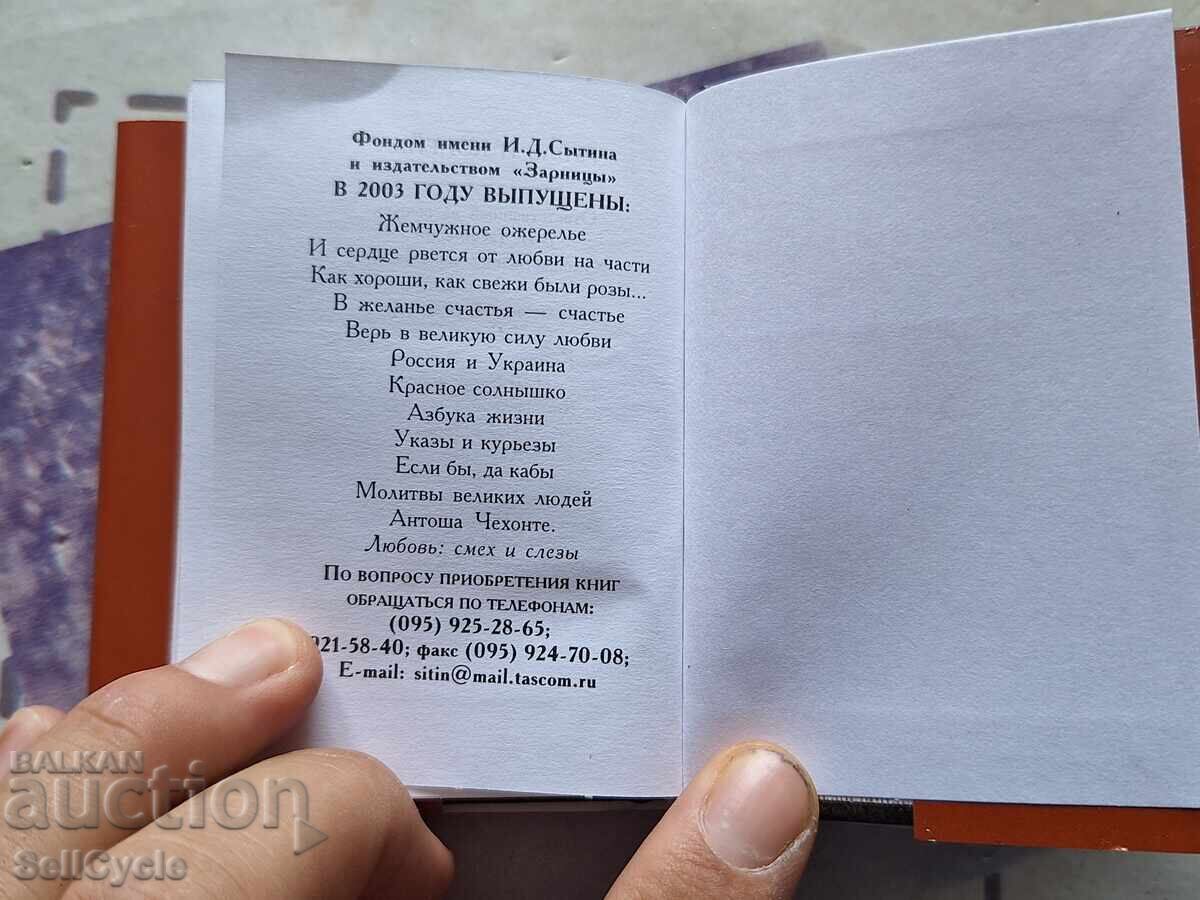 Фондом имени И.Д.Сытина
и издательством «Зарницы»
В 2003 ГОДУ ВЫПУЩЕНЫ:
Жемчужное ожерелье
И сердце рвется от любви на части
Как хороши, как свежи были розы...
В желанье счастья — счастье
Верь в великую силу любви
Россия и Украина
Красное солнышко
Азбука жизни
Указы и курьезы
Если бы, да кабы
Молитвы великих людей
Антоша Чехонте.
Любовь: смех и слезы
По вопросу приобретения книг
обращаться по телефонам:
(095) 925-28-65;
921-58-40; факс (095) 924-70-08;
E-mail: sitin@mail.tascom.ru
BALKAN
auction
SellCycle